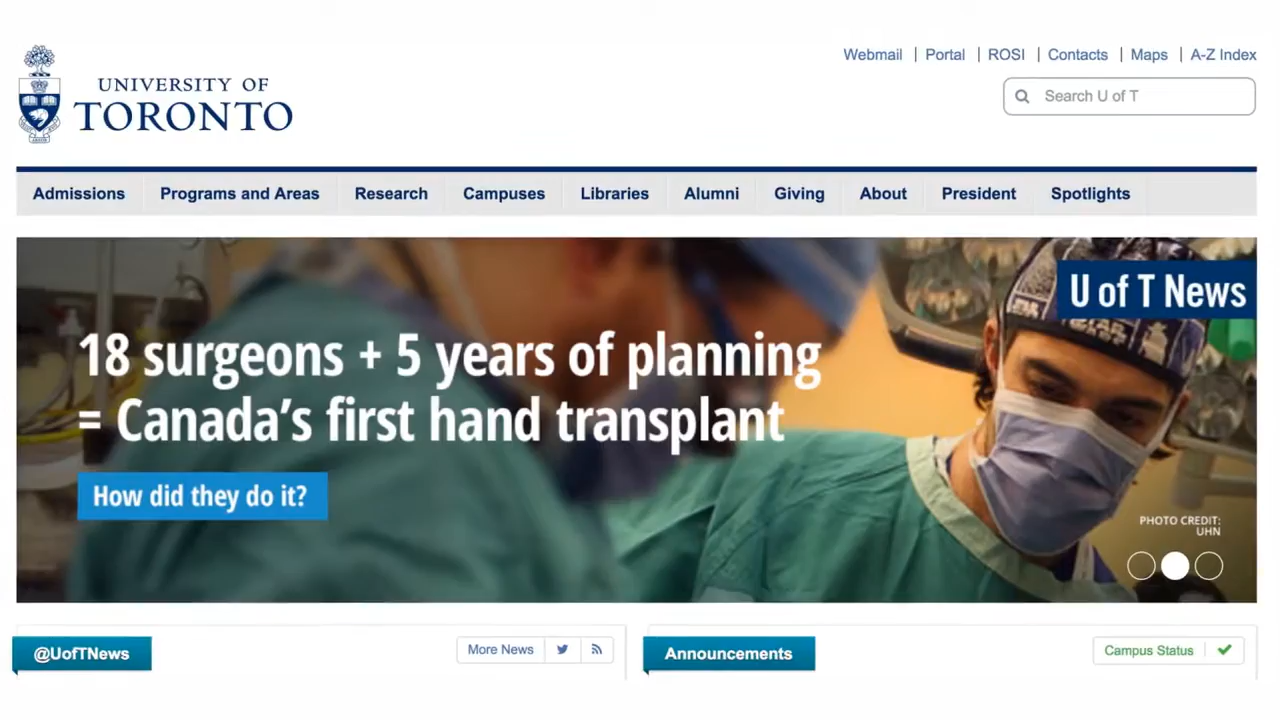 UNIVERSITY OF
TORONTO
Webmail | Portal | ROSI | Contacts | Maps | A-Z Index
Search U of T
Admissions
Programs and Areas
Research
Campuses
Libraries
Alumni
Giving
About
President
Spotlights
U of T News
18 surgeons + 5 years of planning
= Canada's first hand transplant
How did they do it?
PHOTO CREDIT:
UHN
@UofTNews
More News
Announcements
Campus Status